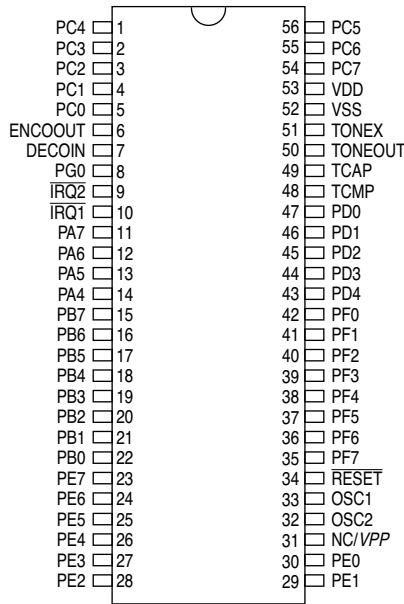 PC4 1 56 PC5
PC3 2 55 PC6
PC2 3 54 PC7
PC1 4 53 VDD
PC0 5 52 VSS
ENCOOUT 6 51 TONEX
DECOIN 7 50 TONEOUT
PG0 8 49 TCAP
IRQ2 9 48 TCMP
IRQ1 10 47 PD0
PA7 11 46 PD1
PA6 12 45 PD2
PA5 13 44 PD3
PA4 14 43 PD4
PB7 15 42 PF0
PB6 16 41 PF1
PB5 17 40 PF2
PB4 18 39 PF3
PB3 19 38 PF4
PB2 20 37 PF5
PB1 21 36 PF6
PB0 22 35 PF7
PE7 23 34 RESET
PE6 24 33 OSC1
PE5 25 32 OSC2
PE4 26 31 NC/VPP
PE3 27 30 PE0
PE2 28 29 PE1